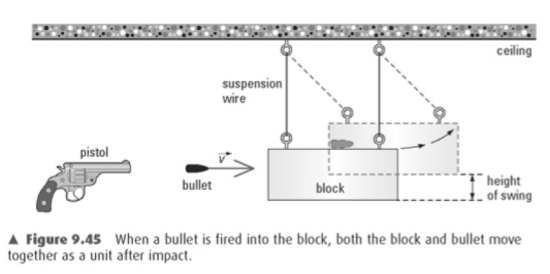 ceiling
suspension
wire
pistol
v
bullet
block
height
of swing
▲ Figure 9.45 When a bullet is fired into the block, both the block and bullet move
together as a unit after impact.